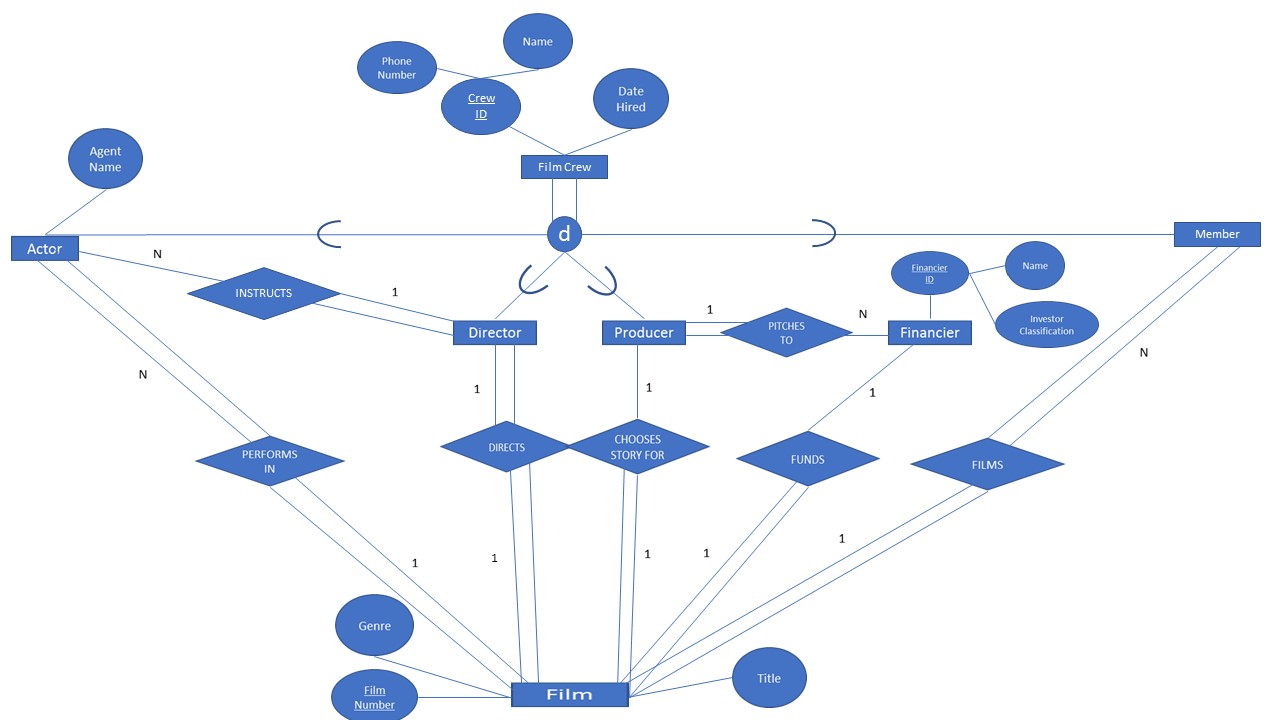 Name
Phone
Number
Crew
ID
Date
Hired
Agent
Name
Film Crew
d
Actor
Member
N
INSTRUCTS
1
Director
Producer
1
PITCHES
TO
N
Financier
Financier
ID
Name
Investor
Classification
N
1
1
1
N
PERFORMS
IN
DIRECTS
CHOOSES
STORY FOR
FUNDS
FILMS
1
1
1
1
1
Genre
Film
Number
Film
Title